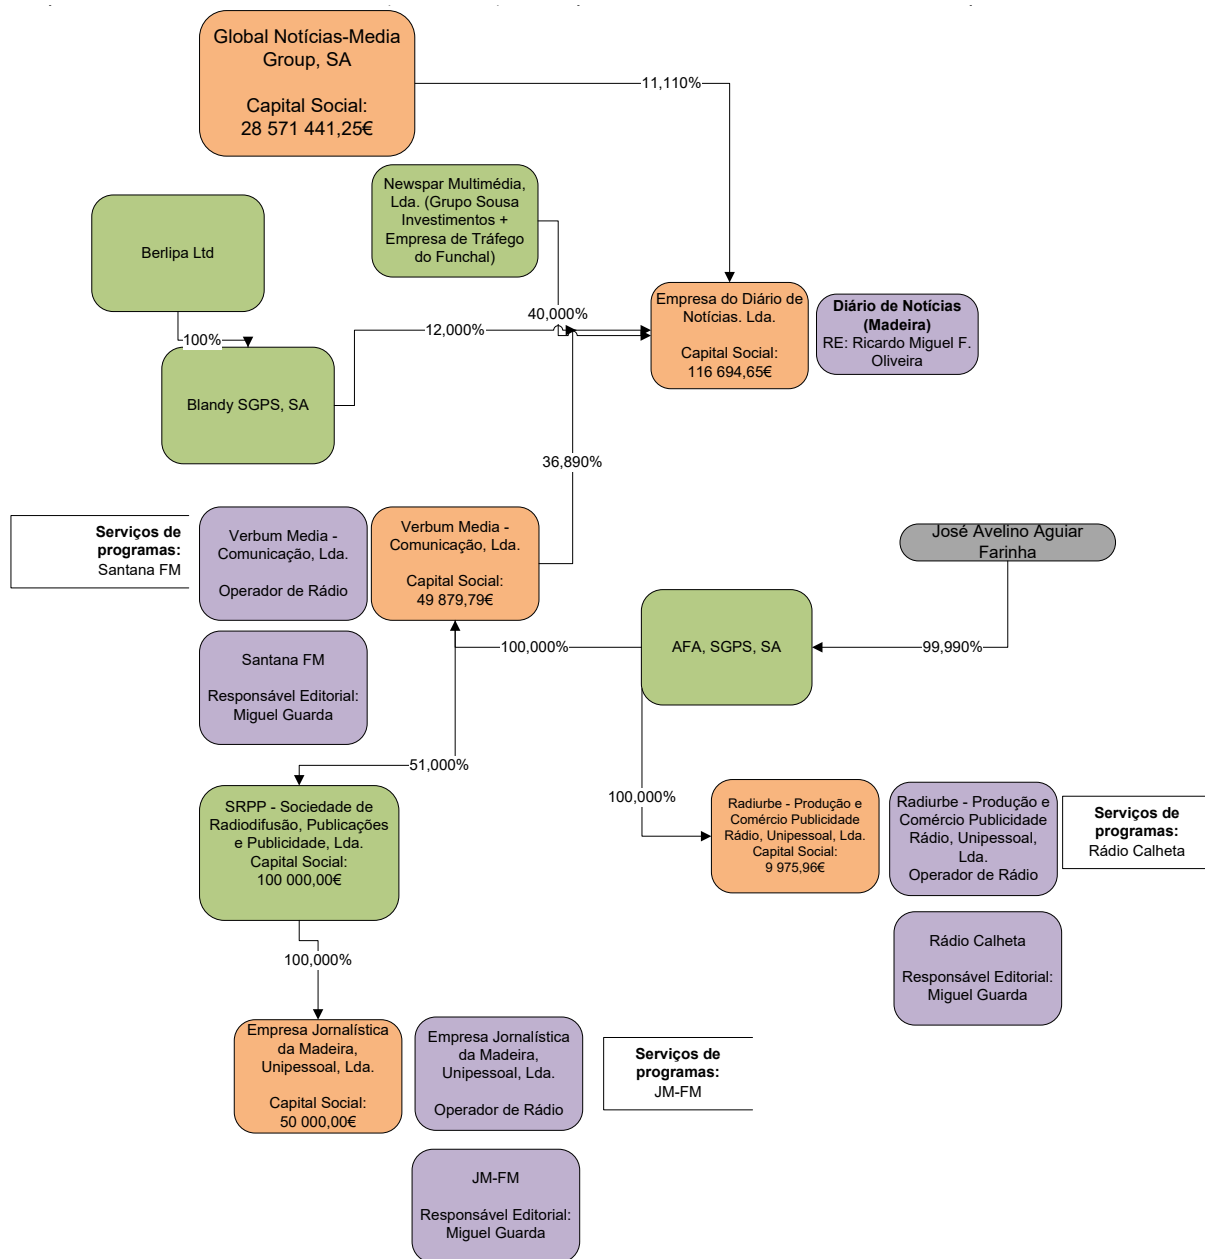 Global Notícias-Media
Group, SA
Capital Social:
28 571 441,25€
11,110%
Newspar Multimédia,
Lda. (Grupo Sousa
Investimentos +
Empresa de Tráfego
do Funchal)
Berlipa Ltd
100%
Blandy SGPS, SA
12,000%
40,000%
Empresa do Diário de
Notícias. Lda.
Capital Social:
116 694,65€
Diário de Notícias
(Madeira)
RE: Ricardo Miguel F.
Oliveira
36,890%
Serviços de
programas:
Santana FM
Verbum Media -
Comunicação, Lda.
Operador de Rádio
Verbum Media -
Comunicação, Lda.
Capital Social:
49 879,79€
José Avelino Aguiar
Farinha
Santana FM
Responsável Editorial:
Miguel Guarda
100,000%
AFA, SGPS, SA
99,990%
51,000%
SRPP - Sociedade de
Radiodifusão, Publicações
e Publicidade, Lda.
Capital Social:
100 000,00€
100,000%
Radiurbe - Produção e
Comércio Publicidade
Rádio, Unipessoal, Lda.
Capital Social:
9 975,96€
Radiurbe - Produção e
Comércio Publicidade
Rádio, Unipessoal,
Lda.
Operador de Rádio
Serviços de
programas:
Rádio Calheta
Rádio Calheta
Responsável Editorial:
Miguel Guarda
100,000%
Empresa Jornalística
da Madeira,
Unipessoal, Lda.
Capital Social:
50 000,00€
Empresa Jornalística
da Madeira,
Unipessoal, Lda.
Operador de Rádio
Serviços de
programas:
JM-FM
JM-FM
Responsável Editorial:
Miguel Guarda